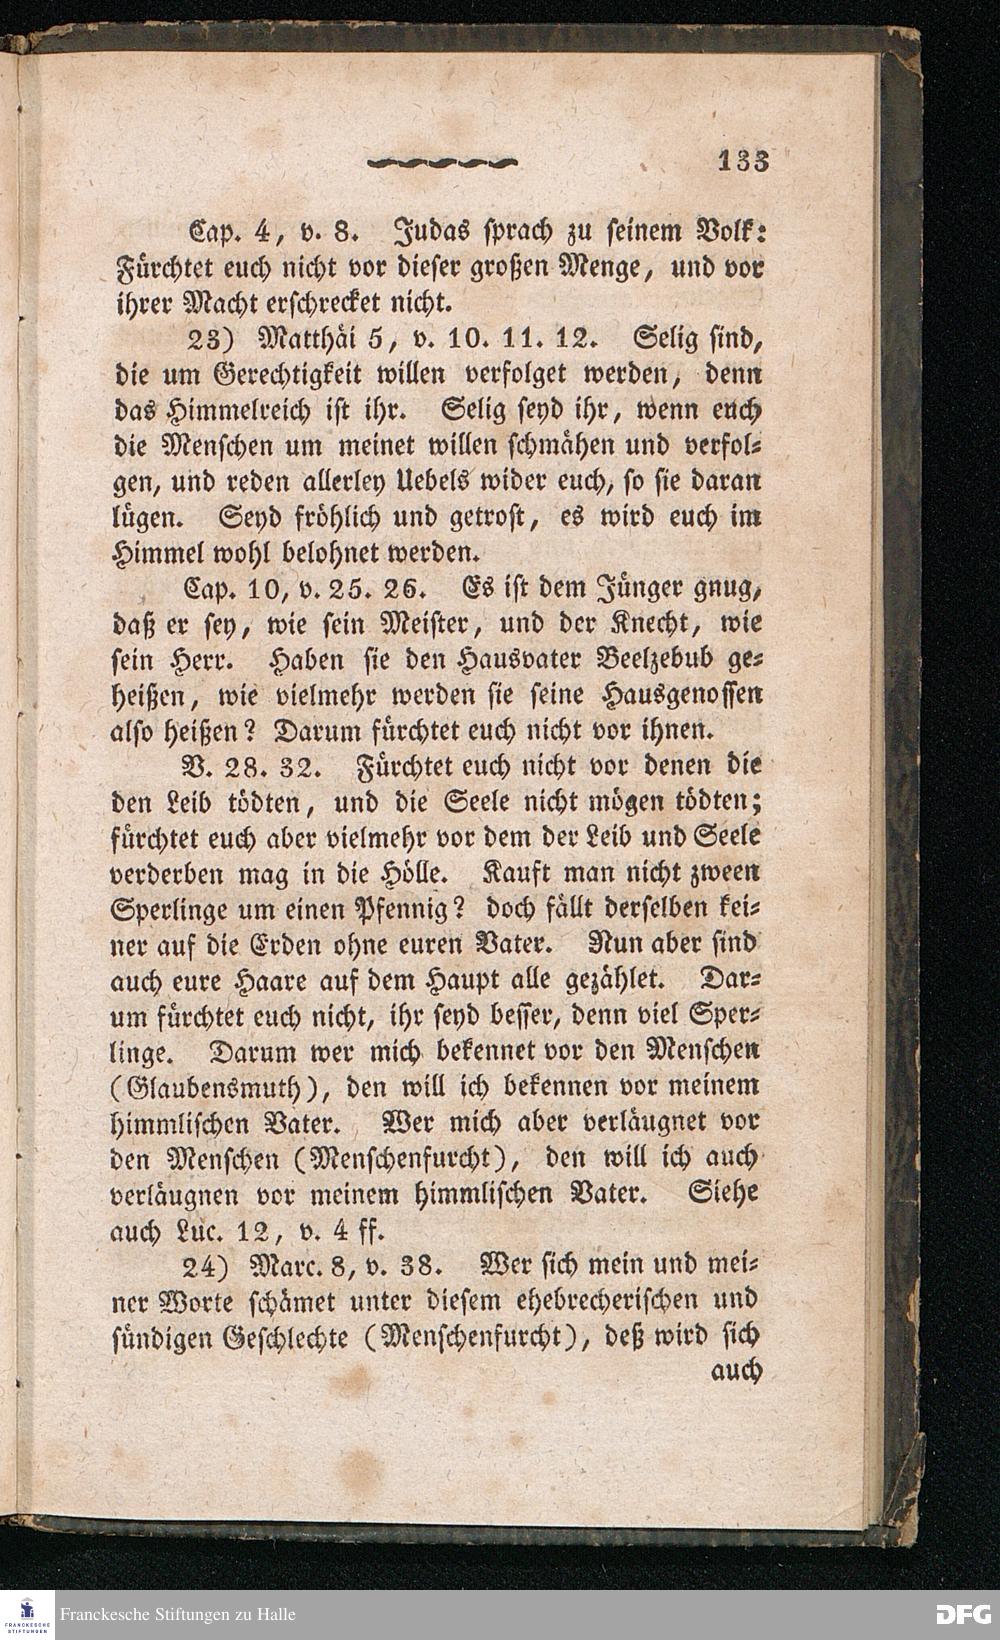 133
Cap. 4, v. 8. Judas sprach zu seinem Volk:
Fürchtet euch nicht vor dieser großen Menge, und vor
ihrer Macht erschrecket nicht.
23) Matthäi 5, v. 10. 11. 12. Selig sind,
die um Gerechtigkeit willen verfolget werden, denn
das Himmelreich ist ihr. Selig seyd ihr, wenn euch
die Menschen um meinet willen schmähen und verfol-
gen, und reden allerley Uebels wider euch, so sie daran
lügen. Seyd fröhlich und getrost, es wird euch im
Himmel wohl belohnet werden.
Cap. 10, v. 25. 26. Es ist dem Jünger gnug,
daß er sey, wie sein Meister, und der Knecht, wie
sein Herr. Haben sie den Hausvater Beelzebub ge-
heißen, wie vielmehr werden sie seine Hausgenossen
also heißen? Darum fürchtet euch nicht vor ihnen.
V. 28. 32. Fürchtet euch nicht vor denen die
den Leib tödten, und die Seele nicht mögen tödten;
fürchtet euch aber vielmehr vor dem der Leib und Seele
verderben mag in die Hölle. Kauft man nicht zween
Sperlinge um einen Pfennig? doch fällt derselben kei-
ner auf die Erden ohne euren Vater. Nun aber sind
auch eure Haare auf dem Haupt alle gezählet. Dar-
um fürchtet euch nicht, ihr seyd besser, denn viel Sper-
linge. Darum wer mich bekennet vor den Menschen
(Glaubensmuth), den will ich bekennen vor meinem
himmlischen Vater. Wer mich aber verläugnet vor
den Menschen (Menschenfurcht), den will ich auch
verläugnen vor meinem himmlischen Vater. Siehe
auch Luc. 12, v. 4 ff.
24) Marc. 8, v. 38. Wer sich mein und mei-
ner Worte schämet unter diesem ehebrecherischen und
sündigen Geschlechte (Menschenfurcht), deß wird sich
auch
FRANCKESCHE
STIFTUNGEN
Franckesche Stiftungen zu Halle
DFG